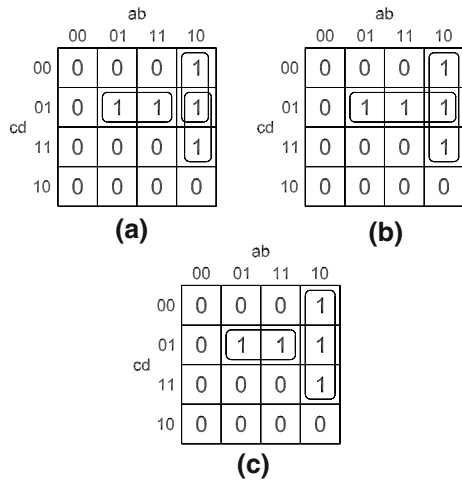 ab ab
00 01 11 10 00 01 11 10
00 0 0 0 1 00 0 0 0 1
01 0 1 1 1 01 0 1 1 1
cd cd
11 0 0 0 1 11 0 0 0 1
10 0 0 0 0 10 0 0 0 0
(a) (b)
ab
00 01 11 10
00 0 0 0 1
01 0 1 1 1
cd
11 0 0 0 1
10 0 0 0 0
(c)